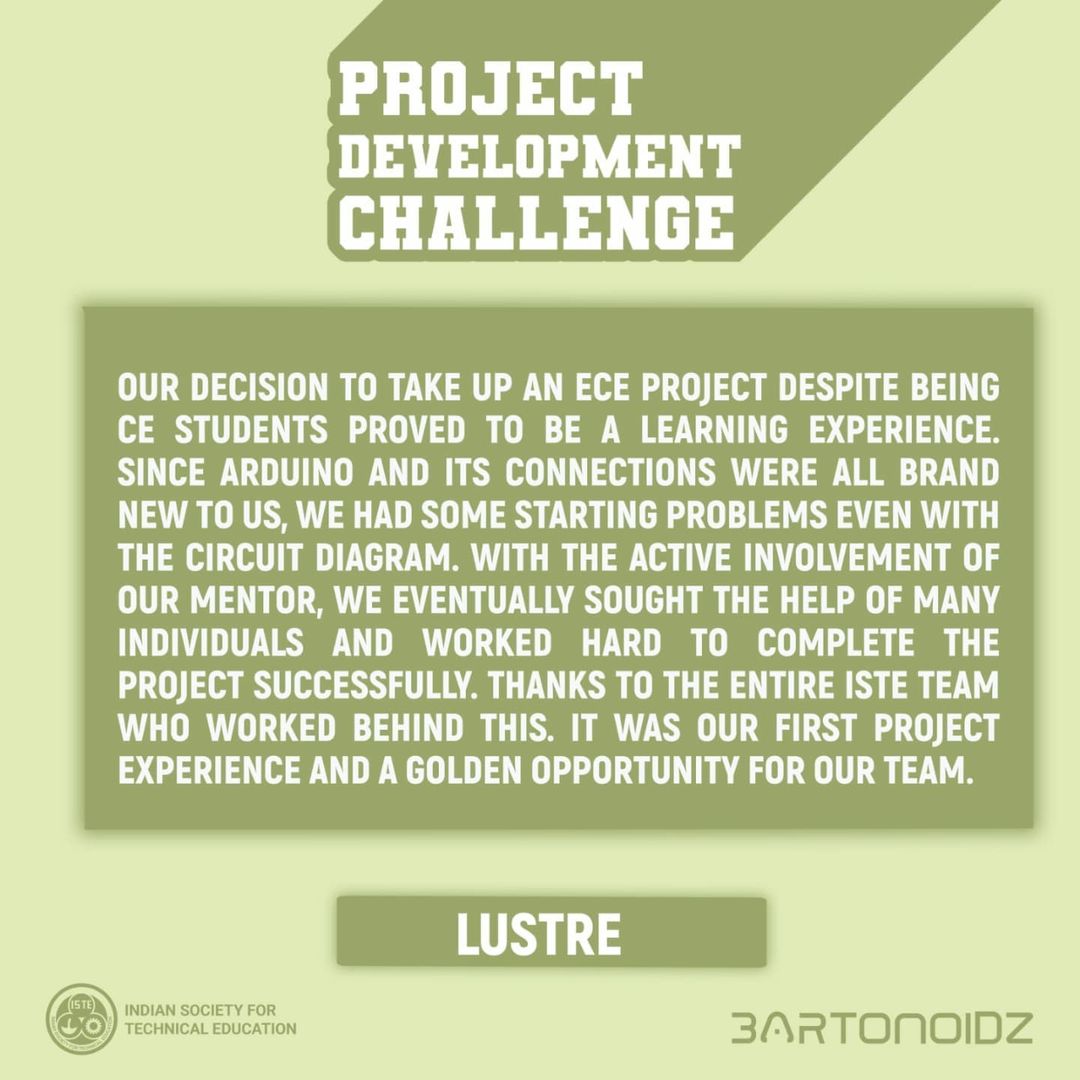 PROJECT
DEVELOPMENT
CHALLENGE
OUR DECISION TO TAKE UP AN ECE PROJECT DESPITE BEING
CE STUDENTS PROVED TO BE A LEARNING EXPERIENCE.
SINCE ARDUINO AND ITS CONNECTIONS WERE ALL BRAND
NEW TO US, WE HAD SOME STARTING PROBLEMS EVEN WITH
THE CIRCUIT DIAGRAM. WITH THE ACTIVE INVOLVEMENT OF
OUR MENTOR, WE EVENTUALLY SOUGHT THE HELP OF MANY
INDIVIDUALS AND WORKED HARD TO COMPLETE THE
PROJECT SUCCESSFULLY. THANKS TO THE ENTIRE ISTE TEAM
WHO WORKED BEHIND THIS. IT WAS OUR FIRST PROJECT
EXPERIENCE AND A GOLDEN OPPORTUNITY FOR OUR TEAM.
LUSTRE
ISTE
INDIAN SOCIETY FOR
TECHNICAL EDUCATION
BARTONOIDZ